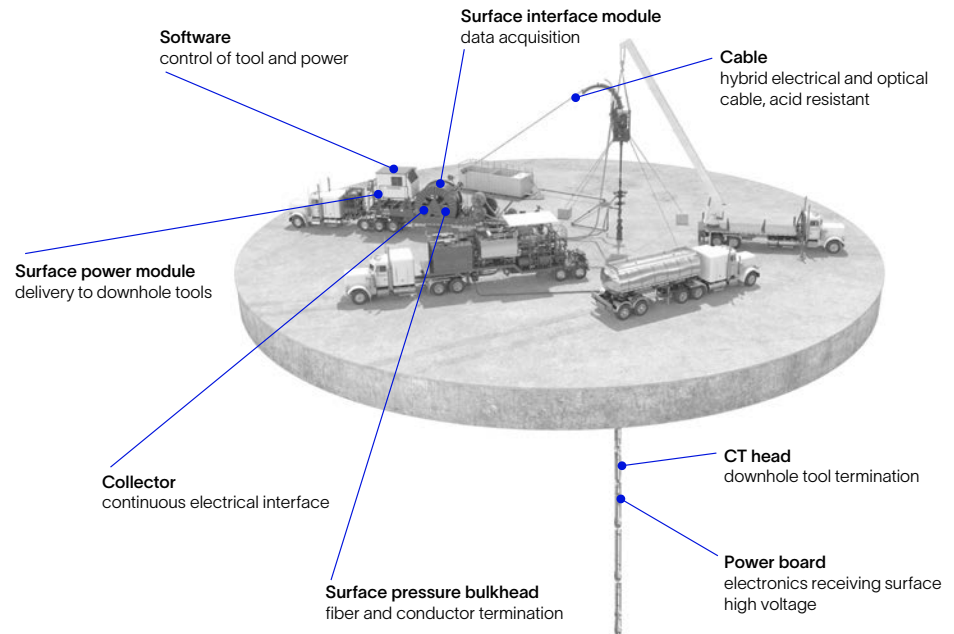 Surface interface module
data acquisition
Software
control of tool and power
Cable
hybrid electrical and optical
cable, acid resistant
Surface power module
delivery to downhole tools
Collector
continuous electrical interface
CT head
downhole tool termination
Power board
electronics receiving surface
high voltage
Surface pressure bulkhead
fiber and conductor termination